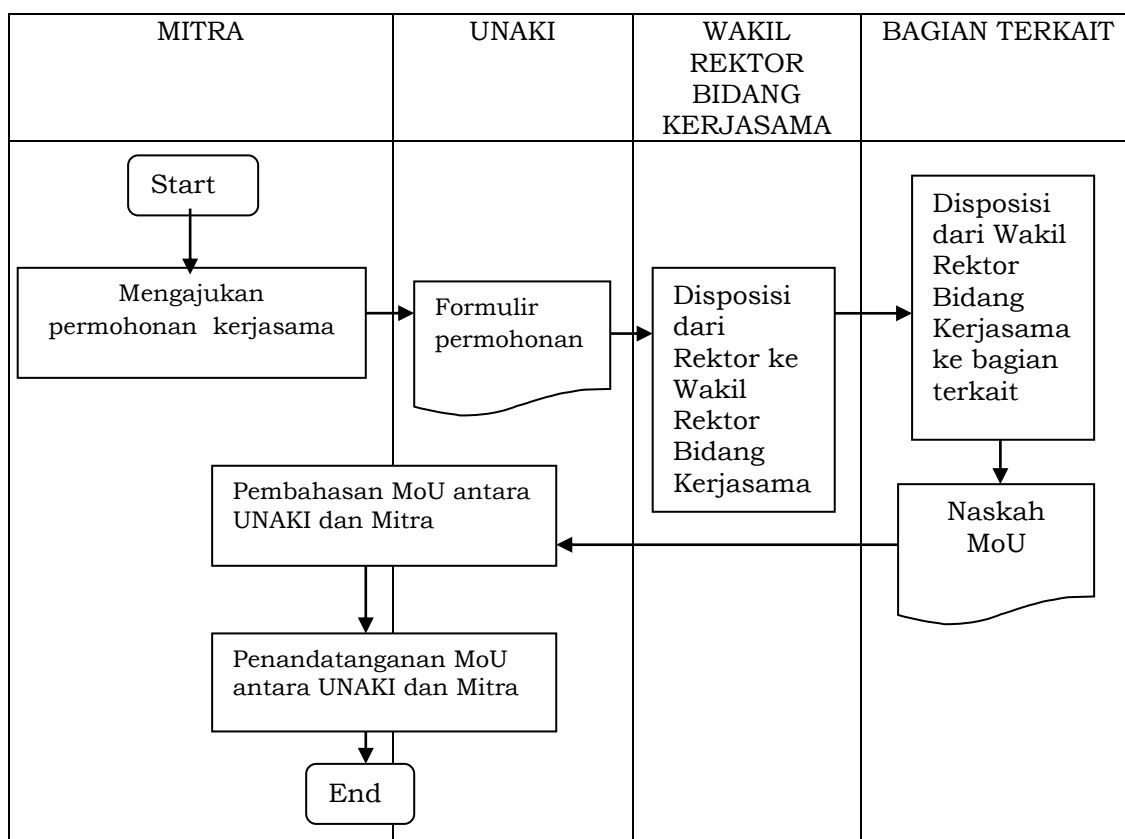 MITRA
UNAKI
WAKIL
REKTOR
BIDANG
KERJASAMA
BAGIAN TERKAIT
Start
Mengajukan
permohonan kerjasama
Formulir
permohonan
Disposisi
dari
Rektor ke
Wakil
Rektor
Bidang
Kerjasama
Disposisi
dari Wakil
Rektor
Bidang
Kerjasama
ke bagian
terkait
Naskah
MoU
Pembahasan MoU antara
UNAKI dan Mitra
Penandatanganan MoU
antara UNAKI dan Mitra
End